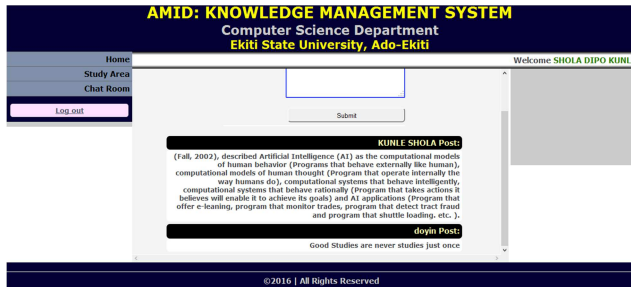 AMID: KNOWLEDGE MANAGEMENT SYSTEM
Computer Science Department
Ekiti State University, Ado-Ekiti
Home
Study Area
Chat Room
Log out
Welcome SHOLA DIPO KUNL
Submit
KUNLE SHOLA Post:
(Fall, 2002), described Artificial Intelligence (AI) as the computational models
of human behavior (Programs that behave externally like human),
computational models of human thought (Program that operate internally the
way humans do), computational systems that behave intelligently,
computational systems that behave rationally (Program that takes actions it
believes will enable it to achieve its goals) and AI applications (Program that
offer e-leaning, program that monitor trades, program that detect tract fraud
and program that shuttle loading. etc. ).
doyin Post:
Good Studies are never studies just once
©2016 | All Rights Reserved